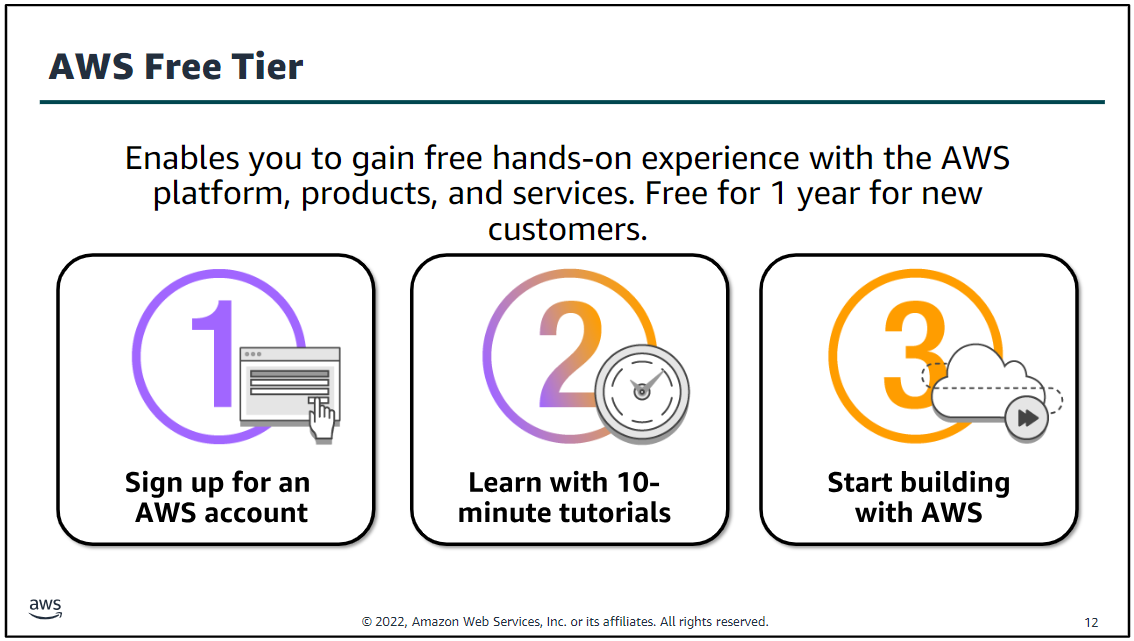 AWS Free Tier
Enables you to gain free hands-on experience with the AWS
platform, products, and services. Free for 1 year for new
customers.
1
Sign up for an
AWS account
2
Learn with 10-
minute tutorials
3
Start building
with AWS
aws
© 2022, Amazon Web Services, Inc. or its affiliates. All rights reserved.
12